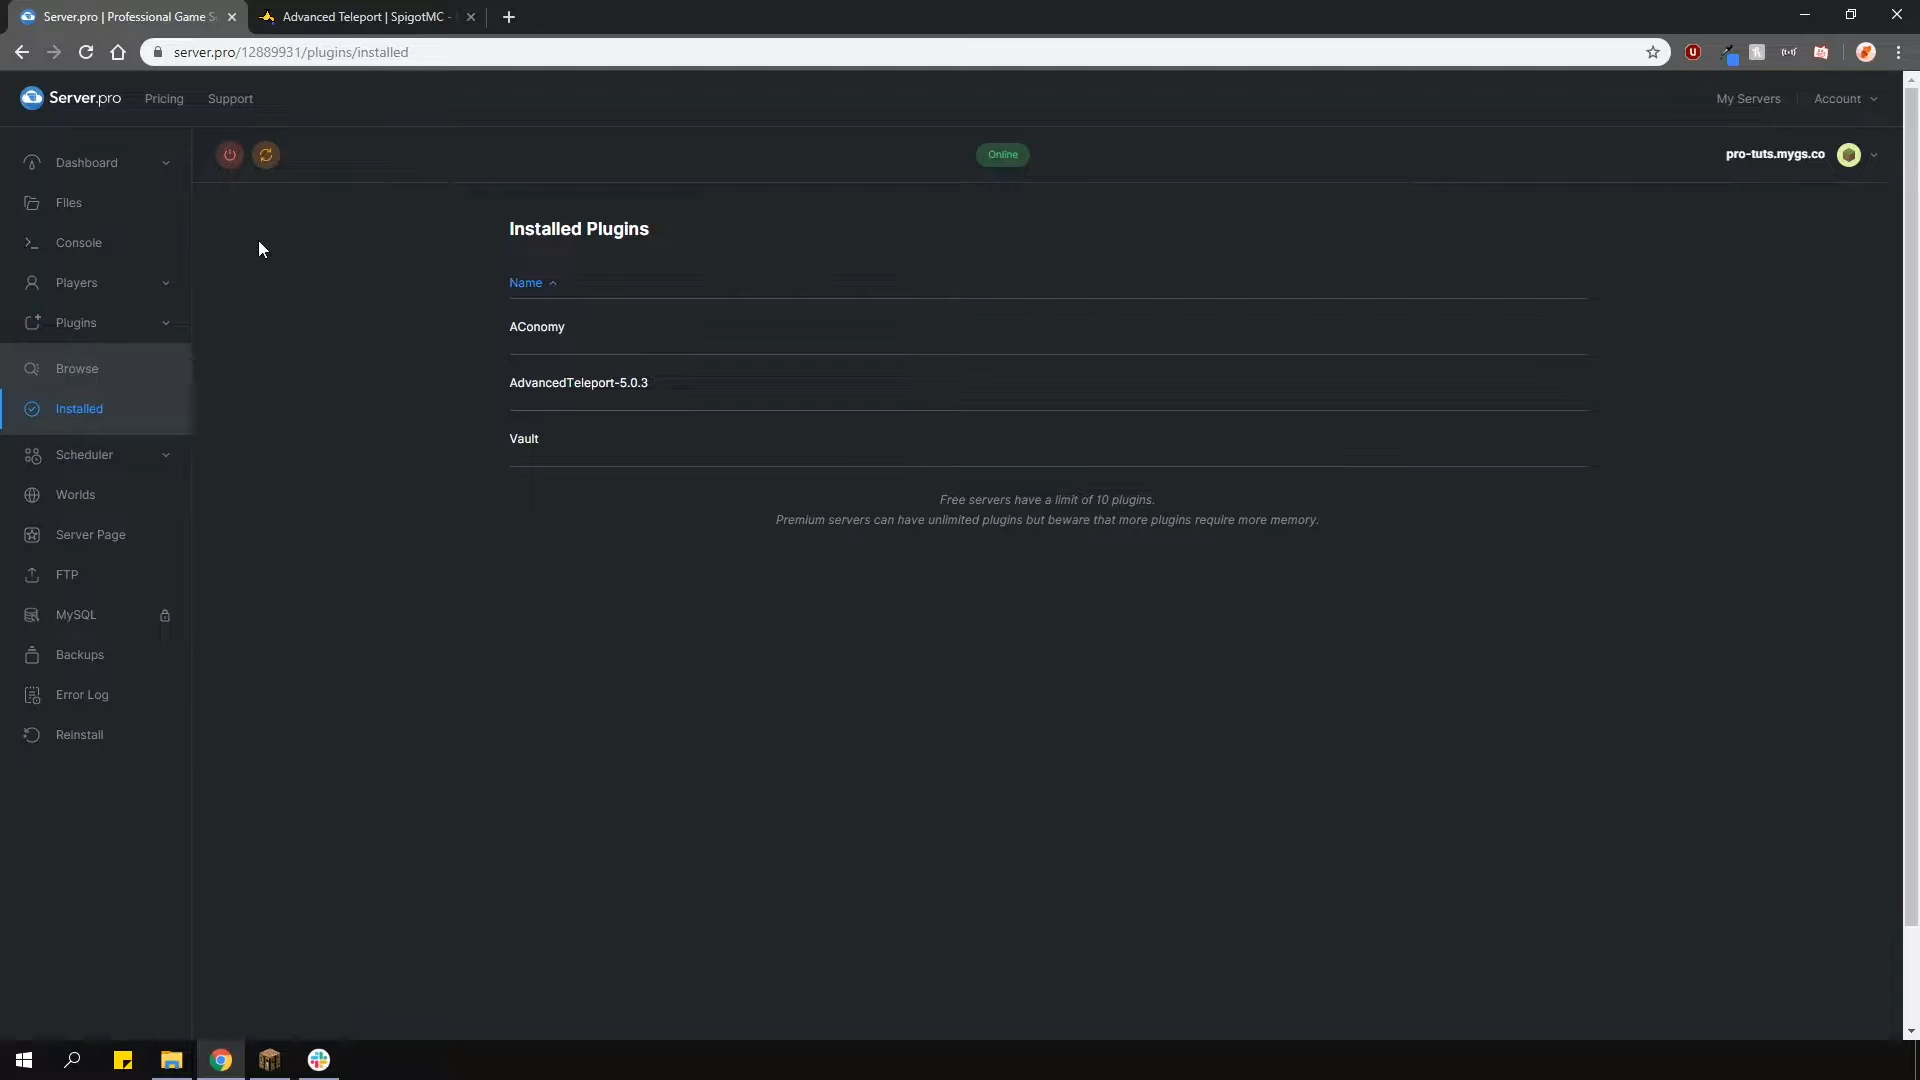 Server.pro | Professional Game S
Advanced Teleport | SpigotMC -
server.pro/12889931/plugins/installed
Server.pro
Pricing
Support
My Servers
Account
Dashboard
Online
pro-tuts.mygs.co
Files
Console
Players
Plugins
Browse
Installed
Scheduler
Worlds
Server Page
FTP
MySQL
Backups
Error Log
Reinstall
Installed Plugins
Name
AConomy
AdvancedTeleport-5.0.3
Vault
Free servers have a limit of 10 plugins.
Premium servers can have unlimited plugins but beware that more plugins require more memory.